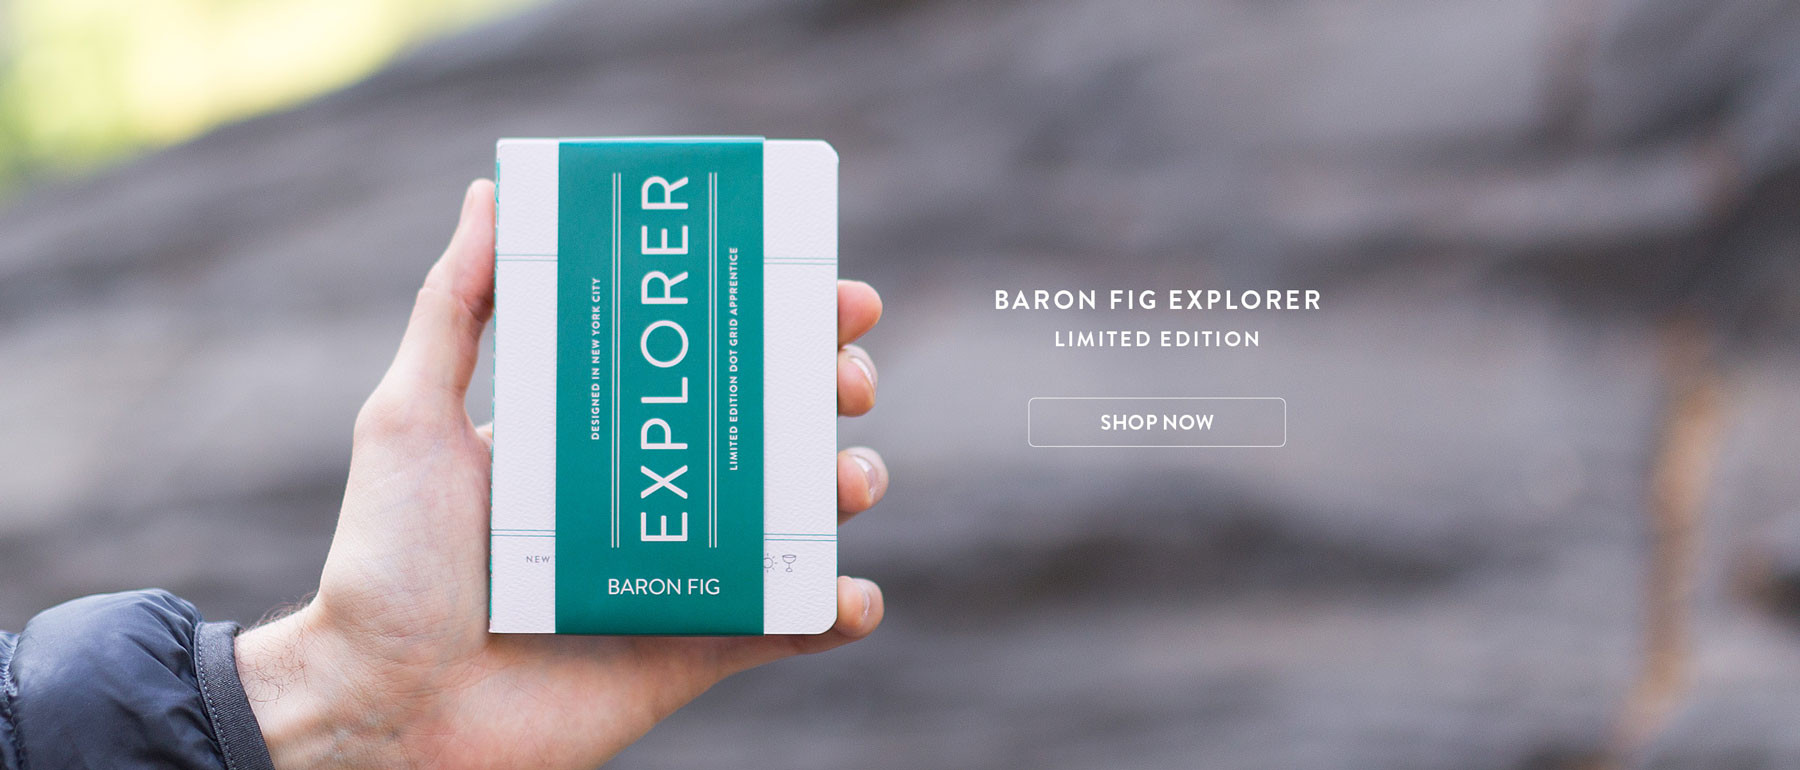 DESIGNED IN NEW YORK CITY
EXPLORER
LIMITED EDITION DOT GRID APPRENTICE
NEW
BARON FIG
BARON FIG EXPLORER
LIMITED EDITION
SHOP NOW